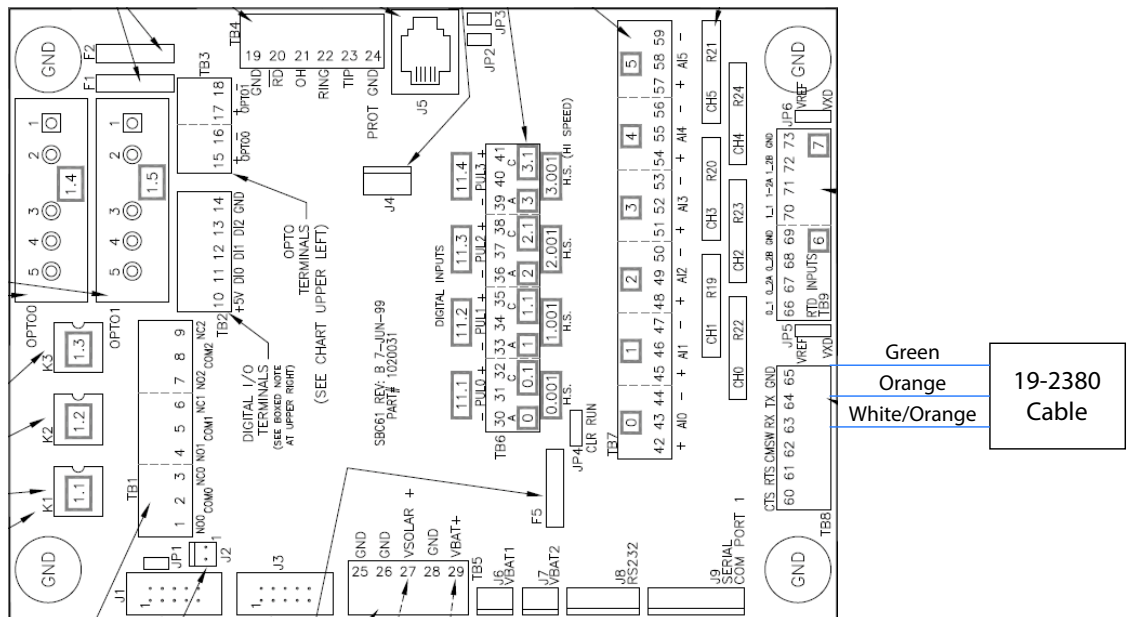 GND
F2
F1
TB3
TB4
19 20 21 22 23 24
GND
RD
OH
RING
TIP
PROT GND
J5
JP3
JP2
J4
15 16 17 18
+ - + -
OPTO0 OPTO1
1
2
3
4
5
1.4
OPTO0
1
2
3
4
5
1.5
OPTO1
10 11 12 13 14
+5V DI0 DI1 DI2 GND
TB2
OPTO
TERMINALS
(SEE CHART UPPER LEFT)
DIGITAL I/O
TERMINALS
(SEE BOXED NOTE
AT UPPER RIGHT)
SBC61 REV: B 7-JUN-99
PART# 1020031
K3
1.3
K2
1.2
K1
1.1
TB1
1 2 3 4 5 6 7 8 9
NO0 COM0 NC0 NO1 COM1 NC1 NO2 COM2 NC2
DIGITAL INPUTS
11.1 11.2 11.3 11.4
- PUL0 + - PUL1 + - PUL2 + - PUL3 +
30 31 32 33 34 35 36 37 38 39 40 41
A C A C A C A C
0 0.1 1 1.1 2 2.1 3 3.1
TB6
0.001 1.001 2.001 3.001
H.S. H.S. H.S. H.S. (HI SPEED)
JP4
CLR RUN
F5
TB7
0 1 2 3 4 5
42 43 44 45 46 47 48 49 50 51 52 53 54 55 56 57 58 59
+ AI0 - + AI1 - + AI2 - + AI3 - + AI4 - + AI5 -
CH1 R19
CH3 R20
CH5 R21
CH0 R22
CH2 R23
CH4 R24
GND
JP6
VREF
VXD
66 67 68 69 70 71 72 73
0_1 0_2A 0_2B GND 1_1 1-2A 1_2B GND
6 7
RTD INPUTS
TB9
JP5
VREF
VXD
60 61 62 63 64 65
CTS RTS CMSW RX TX GND
TB8
Green
Orange
White/Orange
19-2380
Cable
GND
J1
1
JP1
J2
1
J3
1
25 26 27 28 29
GND
GND
VSOLAR +
GND
VBAT+
TB5
J6
VBAT1
J7
VBAT2
J8
RS232
J9
SERIAL
COM PORT 1
GND